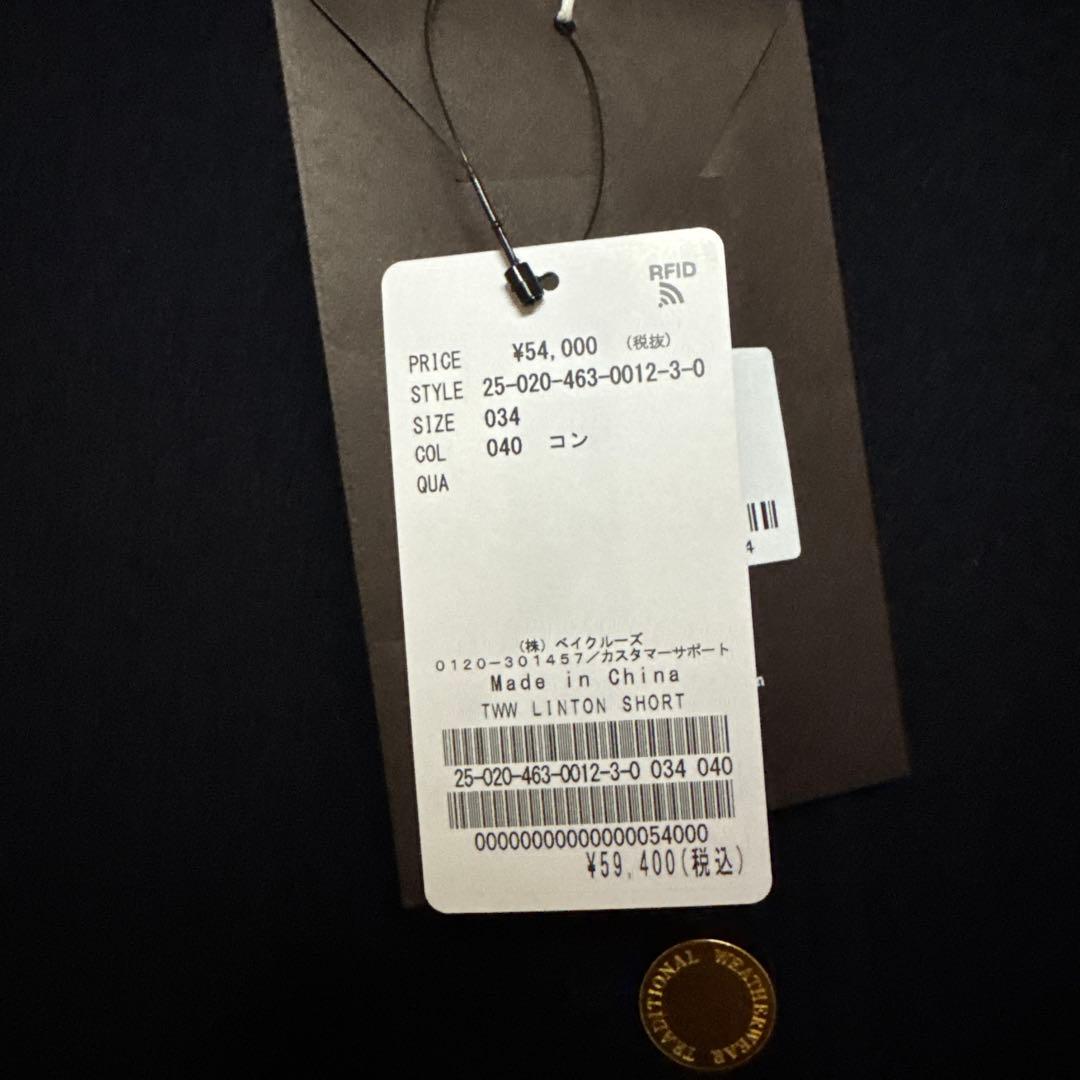 RFID
PRICE ¥54,000 (税抜)
STYLE 25-020-463-0012-3-0
SIZE 034
COL 040 コン
QUA
(株) ベイクルーズ
0120-301457/カスタマーサポート
Made in China
TWW LINTON SHORT
25-020-463-0012-3-0 034 040
00000000000000054000
¥59,400(税込)
4
TRADITIONAL WEATHERWEAR